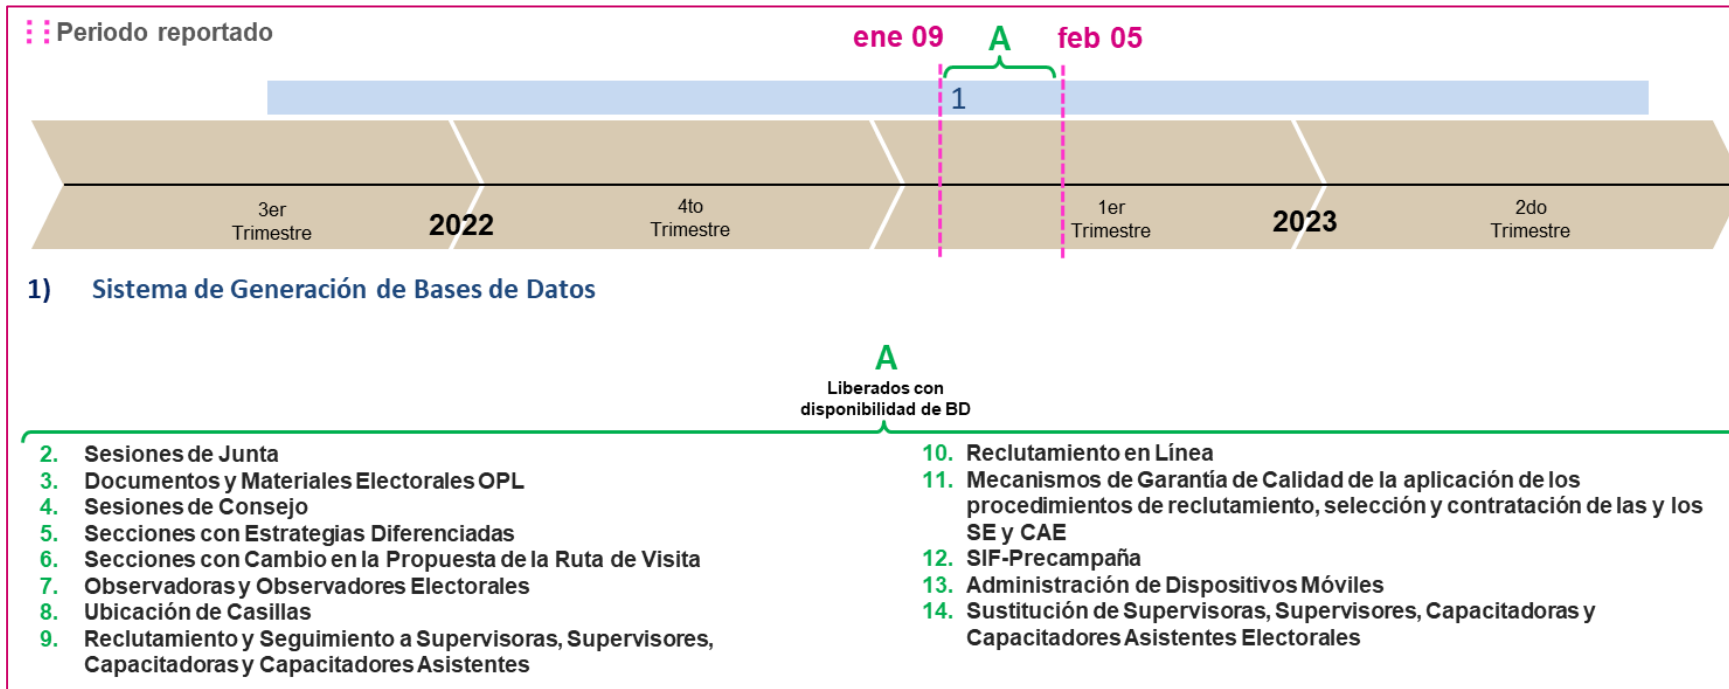 Periodo reportado
ene 09
A
feb 05
1
3er
Trimestre
2022
4to
Trimestre
1er
Trimestre
2023
2do
Trimestre
1) Sistema de Generación de Bases de Datos
A
Liberados con
disponibilidad de BD
2. Sesiones de Junta
3. Documentos y Materiales Electorales OPL
4. Sesiones de Consejo
5. Secciones con Estrategias Diferenciadas
6. Secciones con Cambio en la Propuesta de la Ruta de Visita
7. Observadoras y Observadores Electorales
8. Ubicación de Casillas
9. Reclutamiento y Seguimiento a Supervisoras, Supervisores,
Capacitadoras y Capacitadores Asistentes
10. Reclutamiento en Línea
11. Mecanismos de Garantía de Calidad de la aplicación de los
procedimientos de reclutamiento, selección y contratación de las y los
SE y CAE
12. SIF-Precampaña
13. Administración de Dispositivos Móviles
14. Sustitución de Supervisoras, Supervisores, Capacitadoras y
Capacitadores Asistentes Electorales